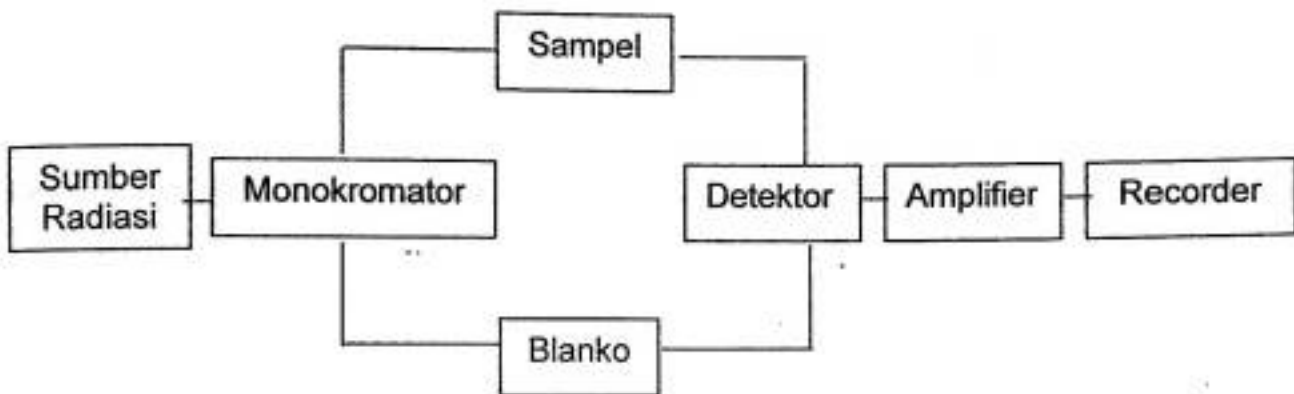 Sampel
Sumber
Radiasi
Monokromator
Detektor
Amplifier
Recorder
Blanko